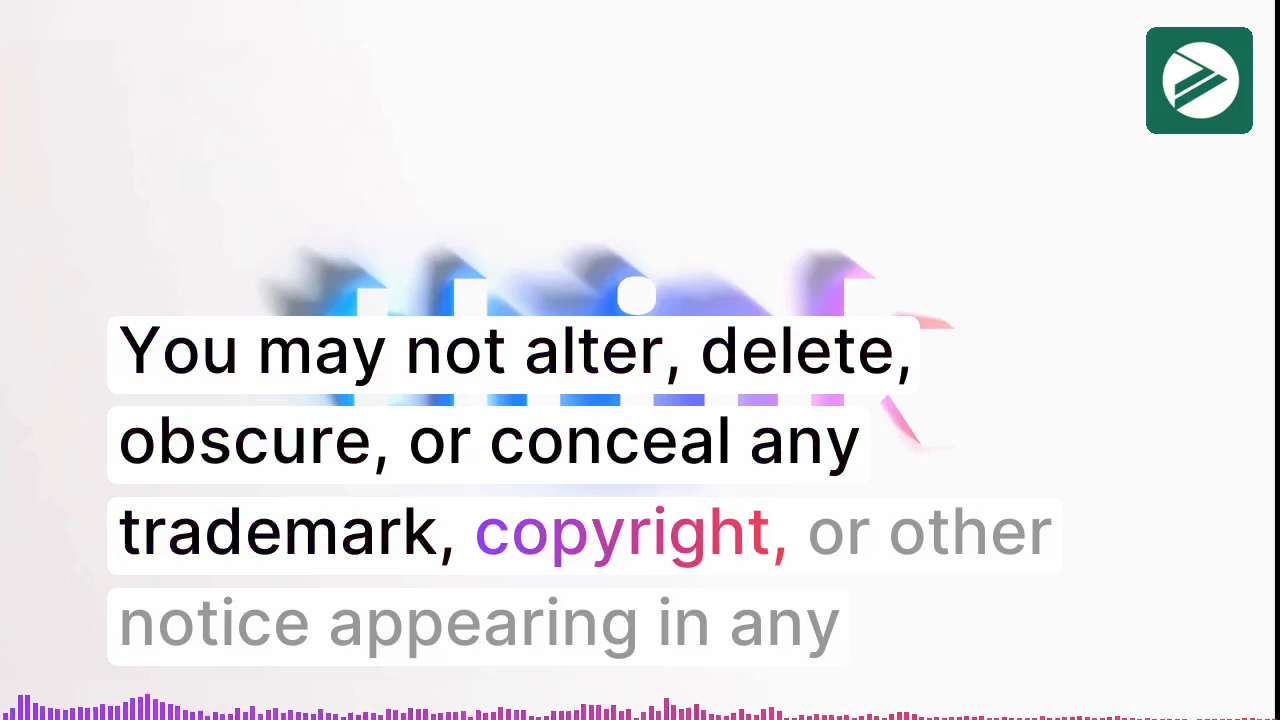 You may not alter, delete,
obscure, or conceal any
trademark, copyright, or other
notice appearing in any